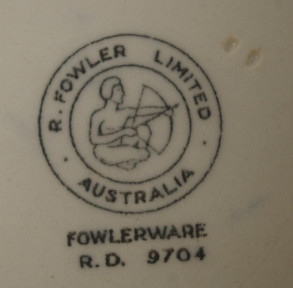 R. FOWLER LIMITED
· AUSTRALIA ·
FOWLERWARE
R.D. 9704